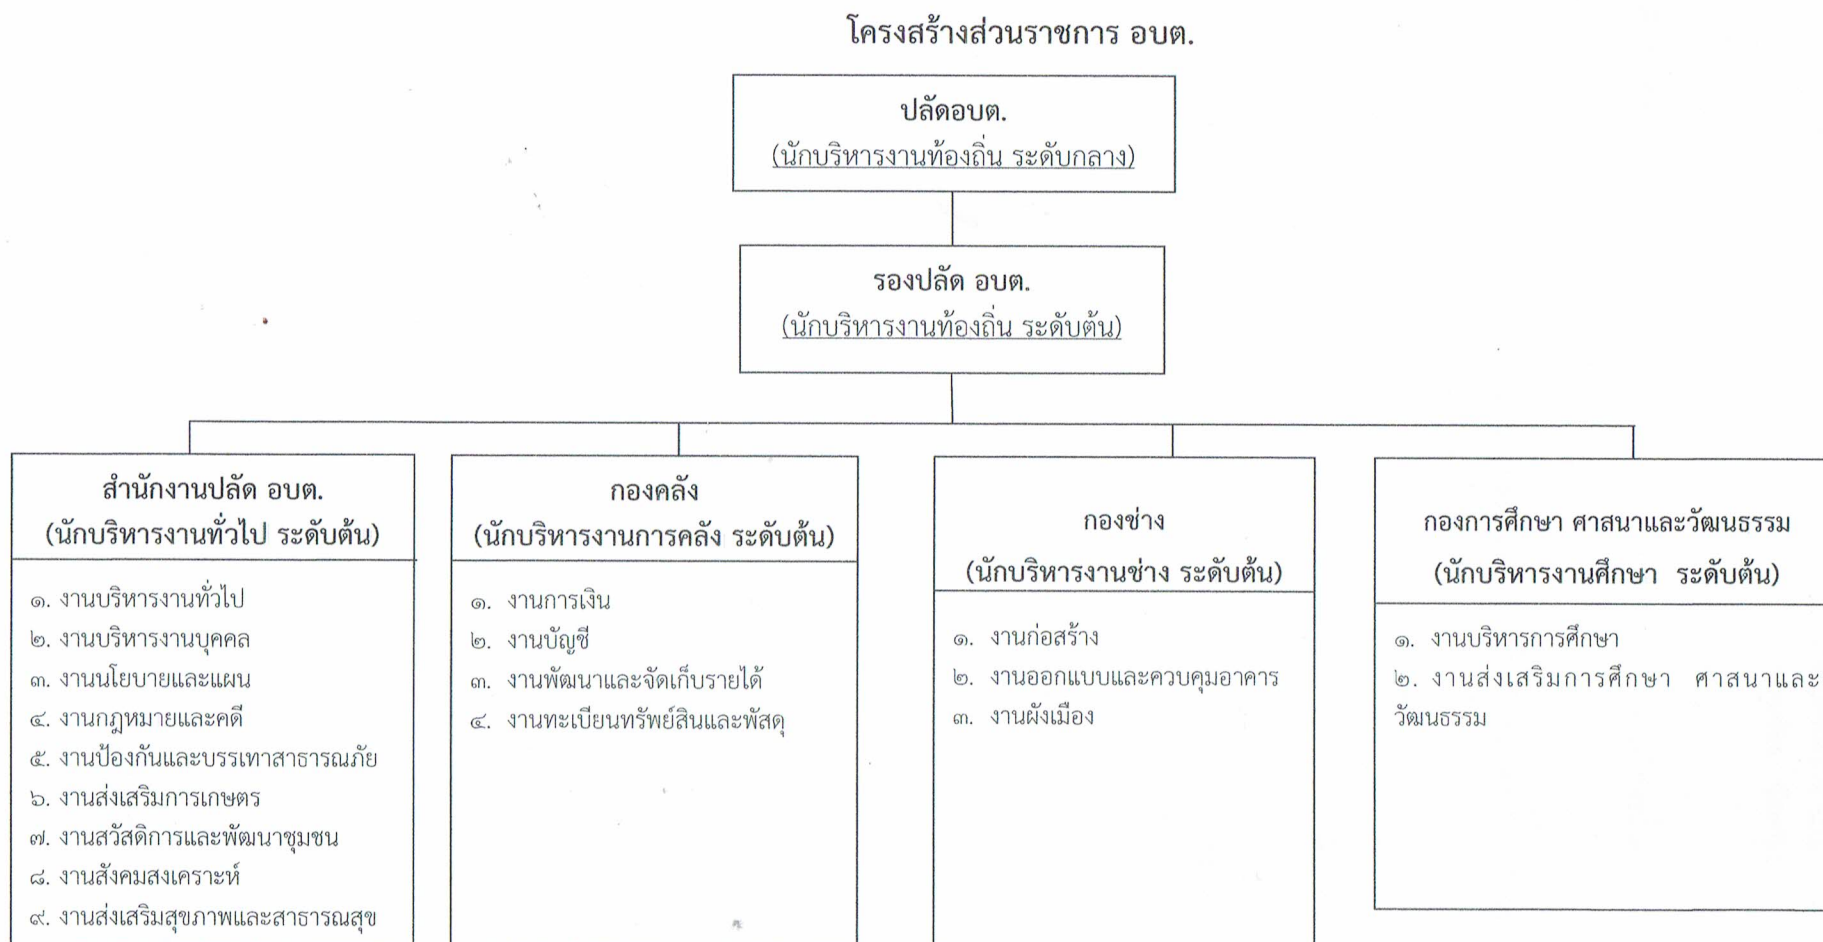 โครงสร้างส่วนราชการ อบต.
ปลัดอบต.
(นักบริหารงานท้องถิ่น ระดับกลาง)
รองปลัด อบต.
(นักบริหารงานท้องถิ่น ระดับต้น)
สำนักงานปลัด อบต.
(นักบริหารงานทั่วไป ระดับต้น)
๑. งานบริหารงานทั่วไป
๒. งานบริหารงานบุคคล
๓. งานนโยบายและแผน
๔. งานกฎหมายและคดี
๕. งานป้องกันและบรรเทาสาธารณภัย
๖. งานส่งเสริมการเกษตร
๗. งานสวัสดิการและพัฒนาชุมชน
๘. งานสังคมสงเคราะห์
๙. งานส่งเสริมสุขภาพและสาธารณสุข
กองคลัง
(นักบริหารงานการคลัง ระดับต้น)
๑. งานการเงิน
๒. งานบัญชี
๓. งานพัฒนาและจัดเก็บรายได้
๔. งานทะเบียนทรัพย์สินและพัสดุ
กองช่าง
(นักบริหารงานช่าง ระดับต้น)
๑. งานก่อสร้าง
๒. งานออกแบบและควบคุมอาคาร
๓. งานผังเมือง
กองการศึกษา ศาสนาและวัฒนธรรม
(นักบริหารงานศึกษา ระดับต้น)
๑. งานบริหารการศึกษา
๒. งานส่งเสริมการศึกษา ศาสนาและ
วัฒนธรรม